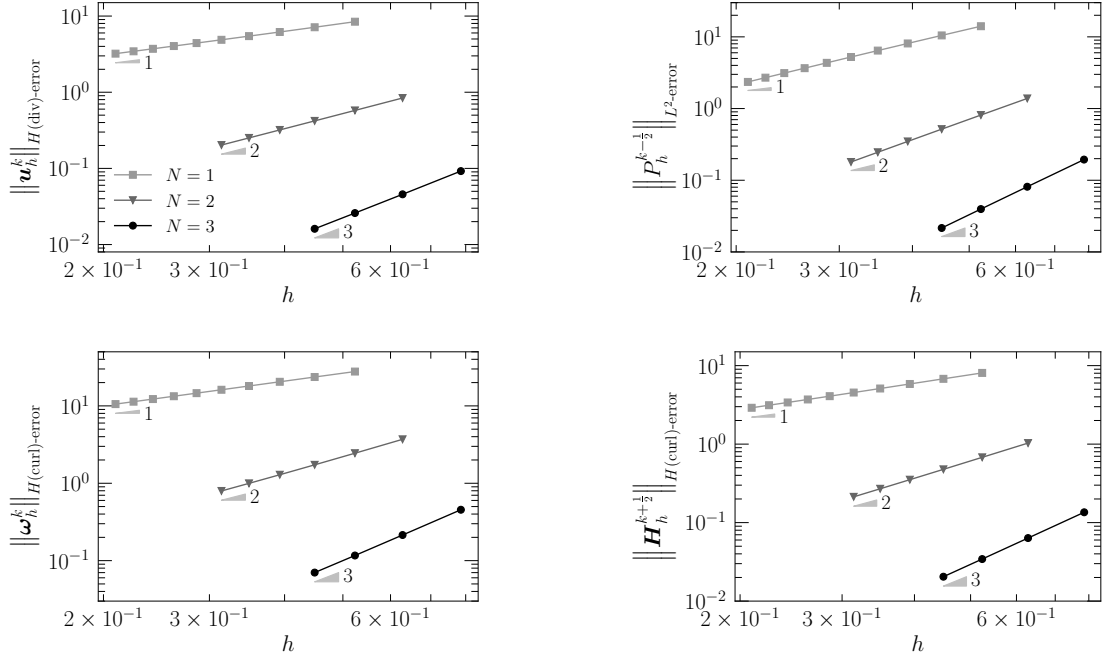 10^1
10^0
10^{-1}
10^{-2}
||u_h^k||_{H(div)-error}
1
2
3
N = 1
N = 2
N = 3
2 × 10^{-1}
3 × 10^{-1}
6 × 10^{-1}
h
10^1
10^0
10^{-1}
10^{-2}
||P_h^{k-\frac{1}{2}}||_{L^2-error}
1
2
3
2 × 10^{-1}
3 × 10^{-1}
6 × 10^{-1}
h
10^1
10^0
10^{-1}
||ω_h^k||_{H(curl)-error}
1
2
3
2 × 10^{-1}
3 × 10^{-1}
6 × 10^{-1}
h
10^1
10^0
10^{-1}
10^{-2}
||H_h^{k+\frac{1}{2}}||_{H(curl)-error}
1
2
3
2 × 10^{-1}
3 × 10^{-1}
6 × 10^{-1}
h